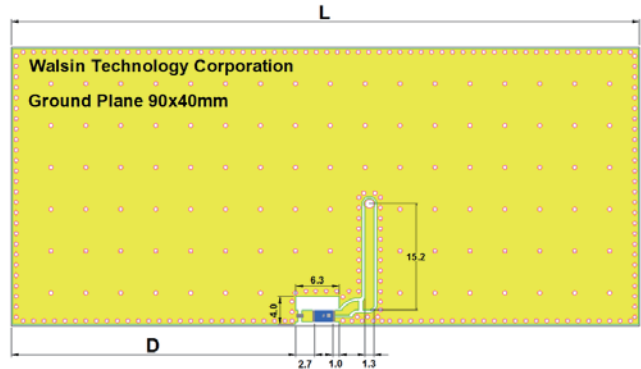 L
Walsin Technology Corporation
Ground Plane 90x40mm
15.2
6.3
4.0
D
2.7
1.0
1.3